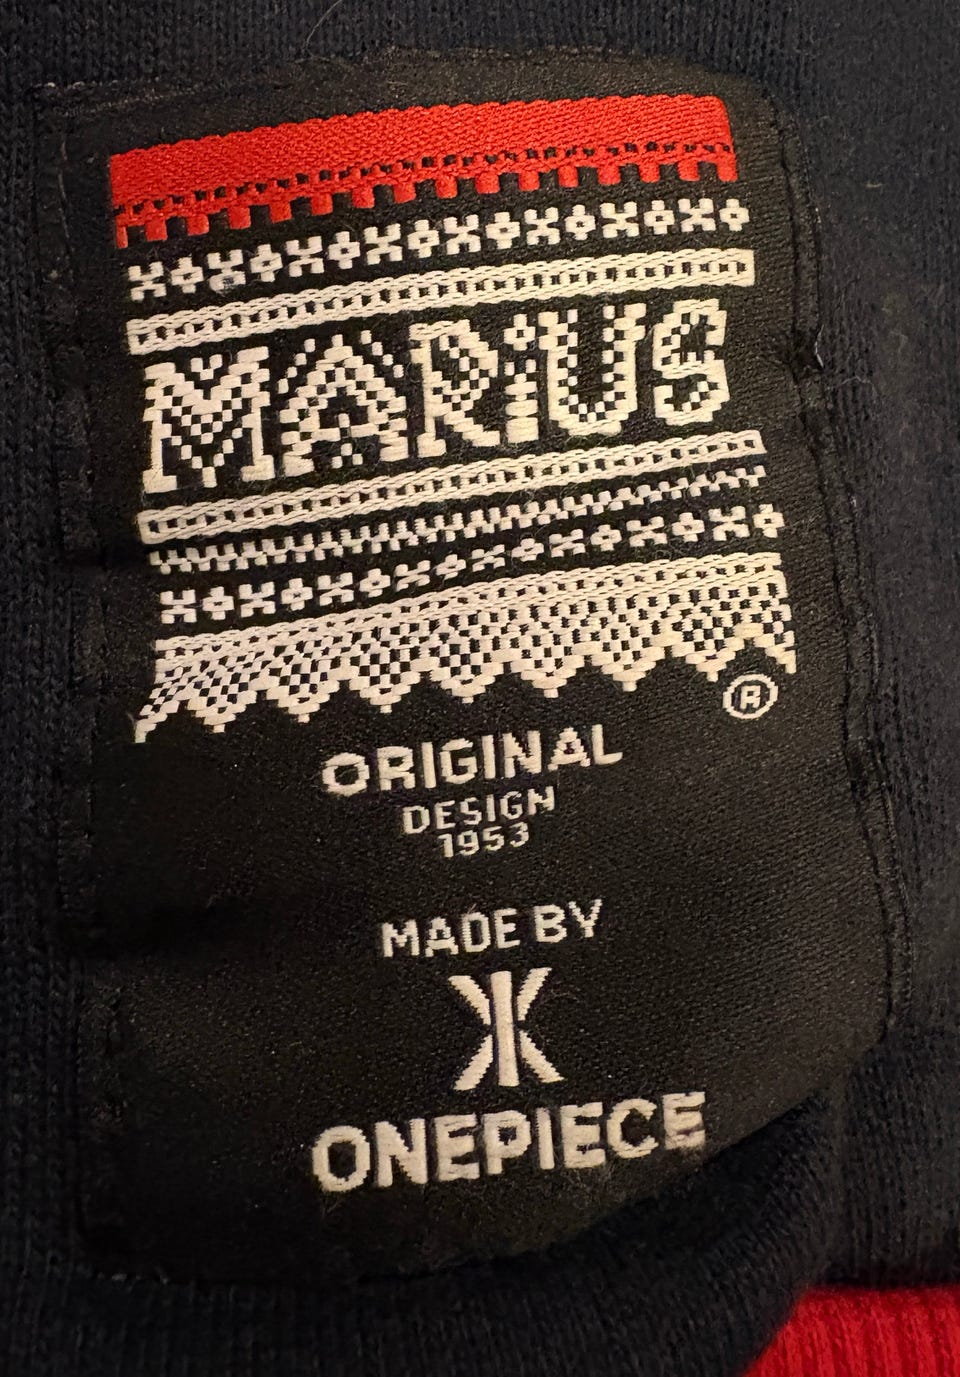 MARiUS
®
ORIGINAL
DESIGN
1953
MADE BY
ONEPIECE